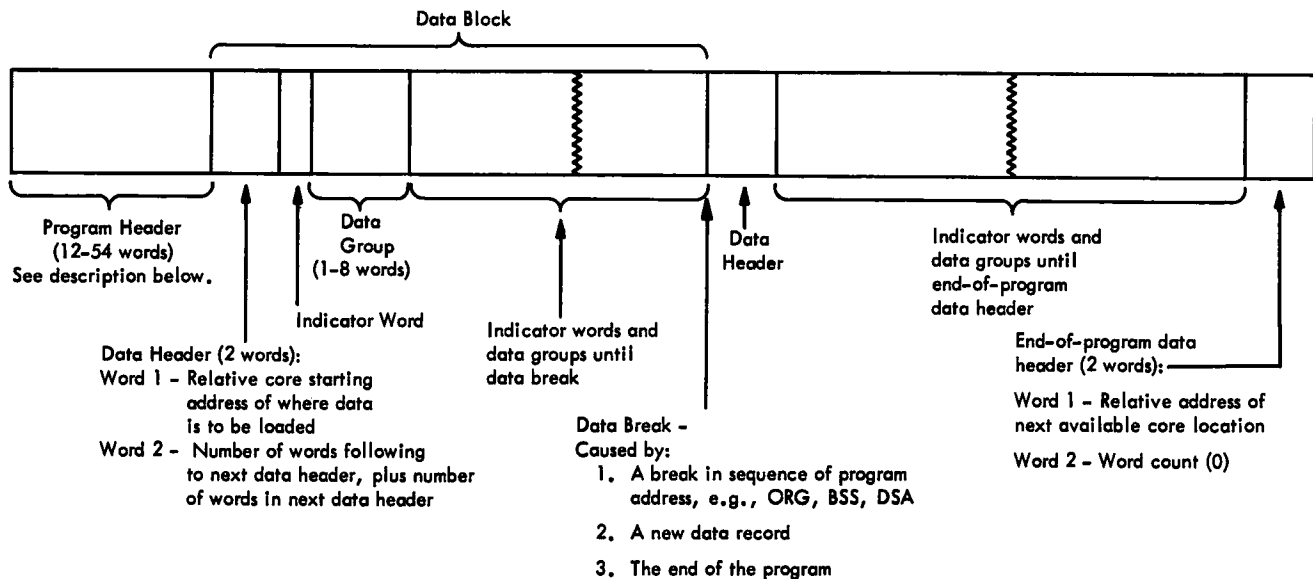 Data Block
Program Header
(12-54 words)
See description below.
Data
Group
(1-8 words)
Data
Header
Indicator words and
data groups until
end-of-program
data header
Indicator Word
Indicator words and
data groups until
data break
Data Header (2 words):
Word 1 - Relative core starting
address of where data
is to be loaded
Word 2 - Number of words following
to next data header, plus number
of words in next data header
Data Break -
Caused by:
1. A break in sequence of program
address, e.g., ORG, BSS, DSA
2. A new data record
3. The end of the program
End-of-program data
header (2 words):
Word 1 - Relative address of
next available core location
Word 2 - Word count (0)